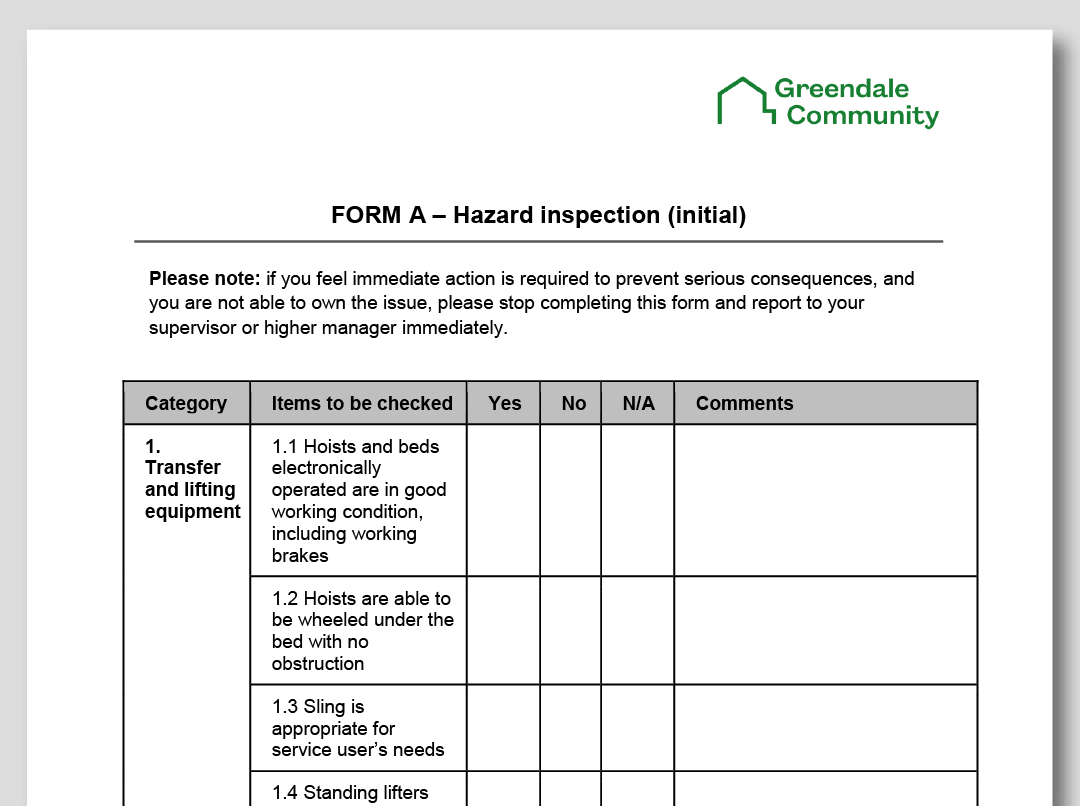 Greendale
Community
FORM A – Hazard inspection (initial)
Please note: if you feel immediate action is required to prevent serious consequences, and
you are not able to own the issue, please stop completing this form and report to your
supervisor or higher manager immediately.
Category Items to be checked Yes No N/A Comments
1.
Transfer
and lifting
equipment
1.1 Hoists and beds
electronically
operated are in good
working condition,
including working
brakes
1.2 Hoists are able to
be wheeled under the
bed with no
obstruction
1.3 Sling is
appropriate for
service user’s needs
1.4 Standing lifters